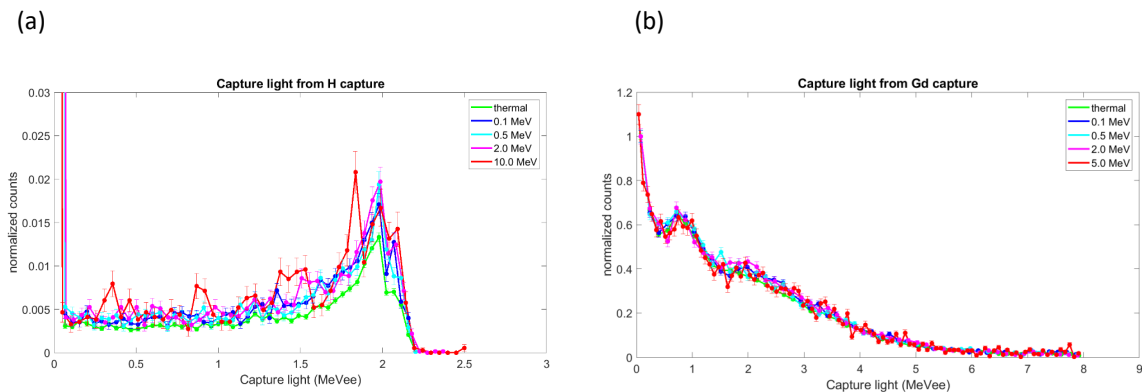 (a)
(b)
Capture light from H capture
normalized counts
0.03
0.025
0.02
0.015
0.01
0.005
0
0 0.5 1 1.5 2 2.5 3
Capture light (MeVee)
thermal
0.1 MeV
0.5 MeV
2.0 MeV
10.0 MeV
Capture light from Gd capture
normalized counts
1.2
1
0.8
0.6
0.4
0.2
0
0 1 2 3 4 5 6 7 8 9
Capture light (MeVee)
thermal
0.1 MeV
0.5 MeV
2.0 MeV
5.0 MeV